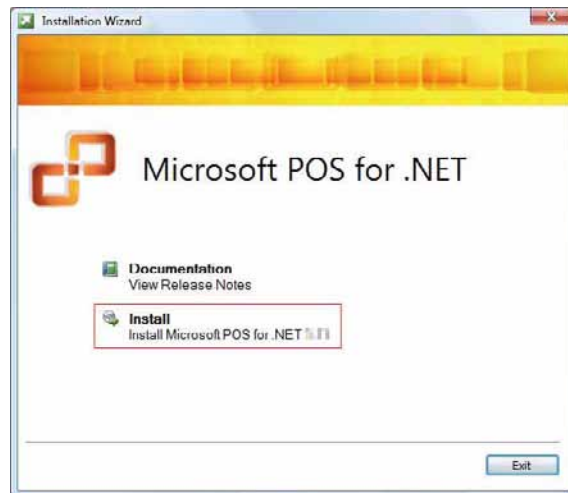 Installation Wizard
Microsoft POS for .NET
Documentation
View Release Notes
Install
Install Microsoft POS for .NET
Exit